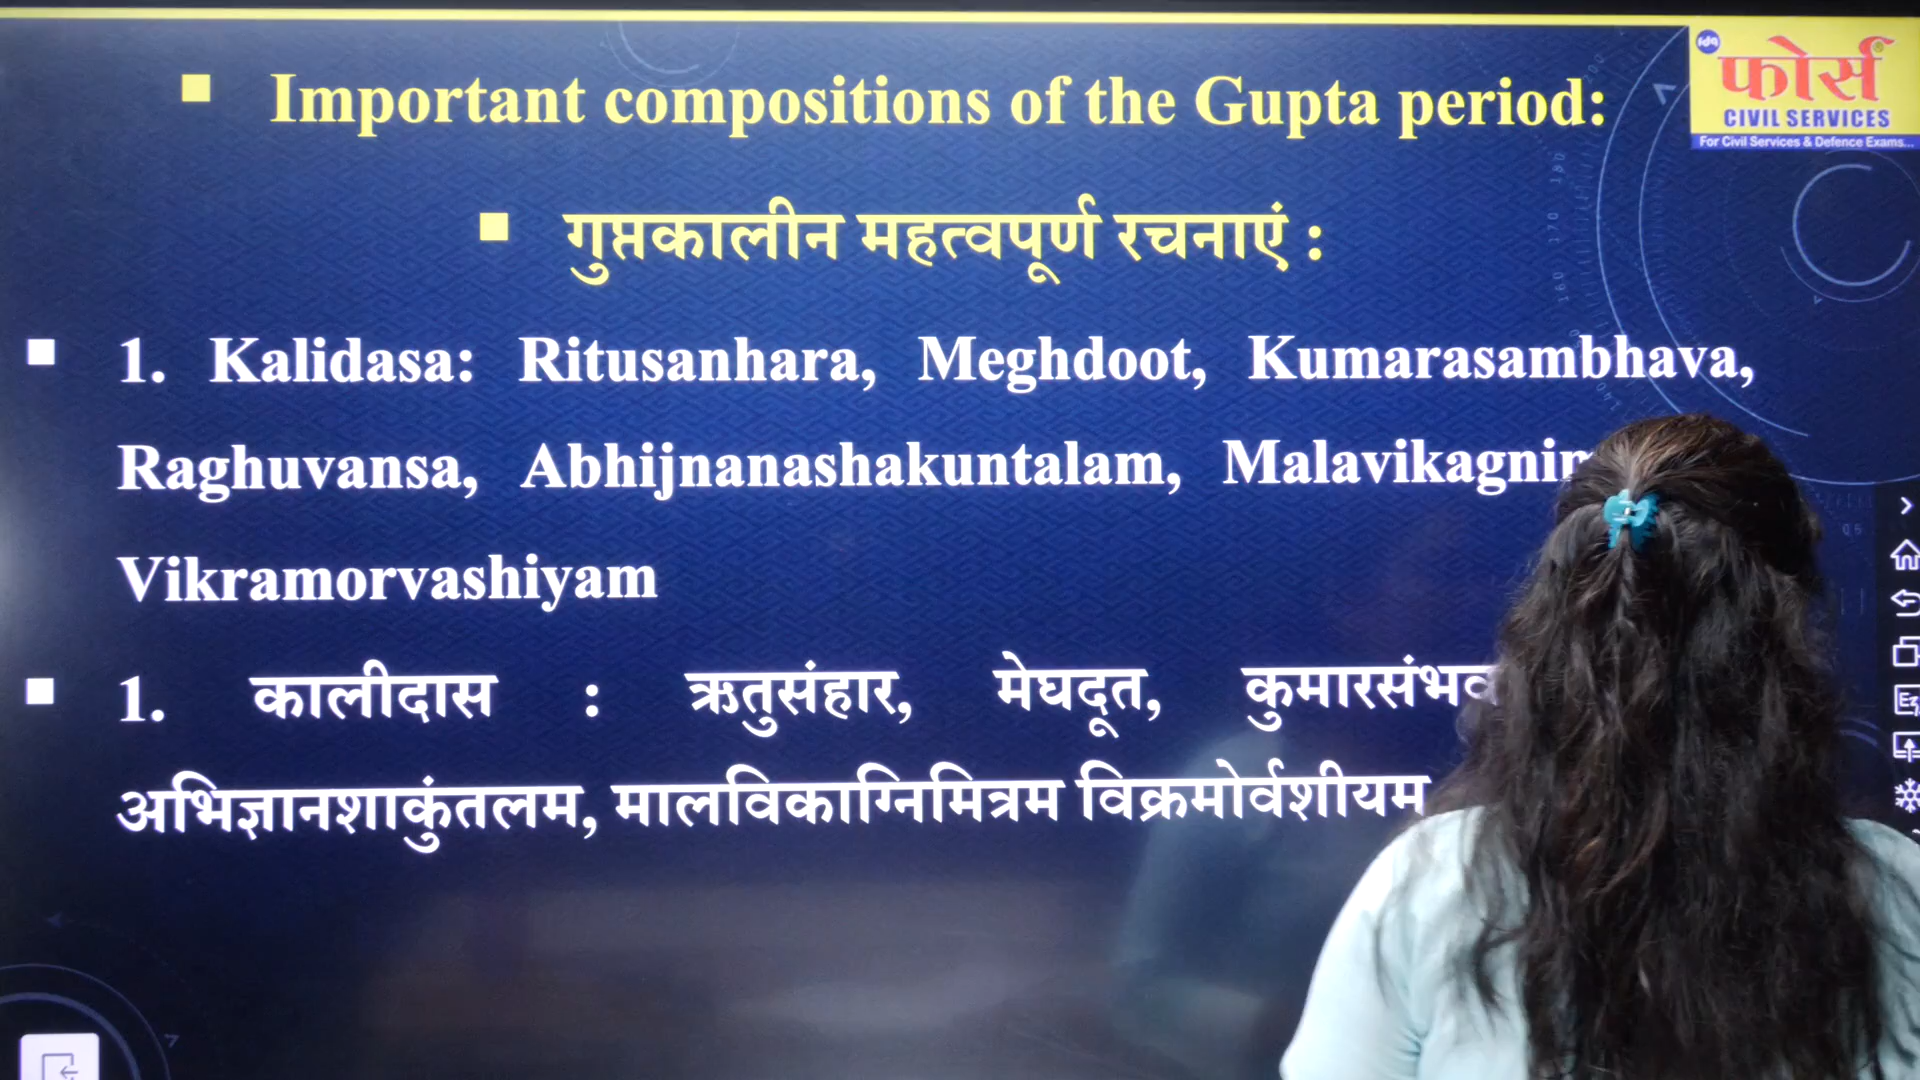 Important compositions of the Gupta period:
फोर्स
CIVIL SERVICES
For Civil Services & Defence Exams...
गुप्तकालीन महत्वपूर्ण रचनाएं :
1. Kalidasa: Ritusanhara, Meghdoot, Kumarasambhava,
Raghuvansa, Abhijnanashakuntalam,
Vikramorvashiyam
1. कालीदास : ऋतुसंहार, मेघदूत,
अभिज्ञानशाकुंतलम, मालविकाग्निमित्रम विक्रमोर्वशीयम